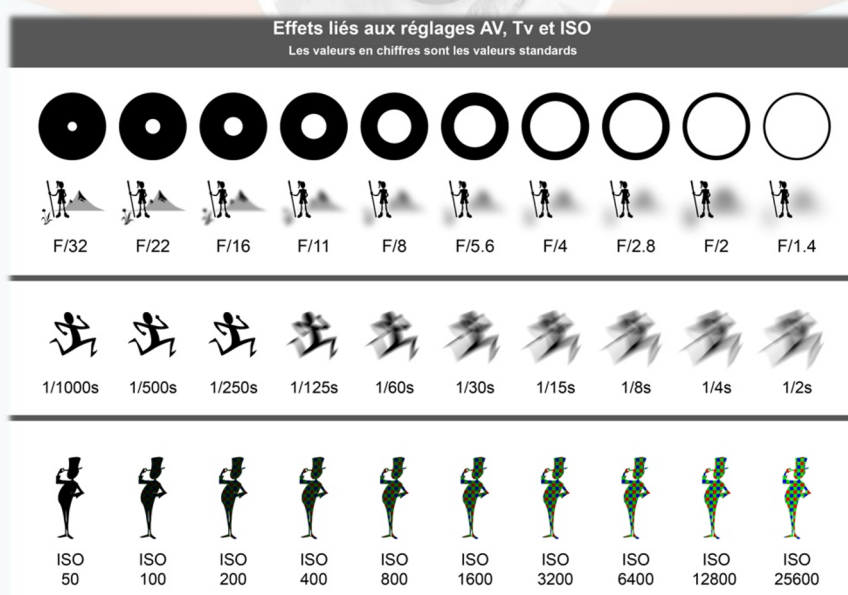 Effets liés aux réglages AV, Tv et ISO
Les valeurs en chiffres sont les valeurs standards
F/32 F/22 F/16 F/11 F/8 F/5.6 F/4 F/2.8 F/2 F/1.4
1/1000s 1/500s 1/250s 1/125s 1/60s 1/30s 1/15s 1/8s 1/4s 1/2s
ISO ISO ISO ISO ISO ISO ISO ISO ISO ISO
50 100 200 400 800 1600 3200 6400 12800 25600